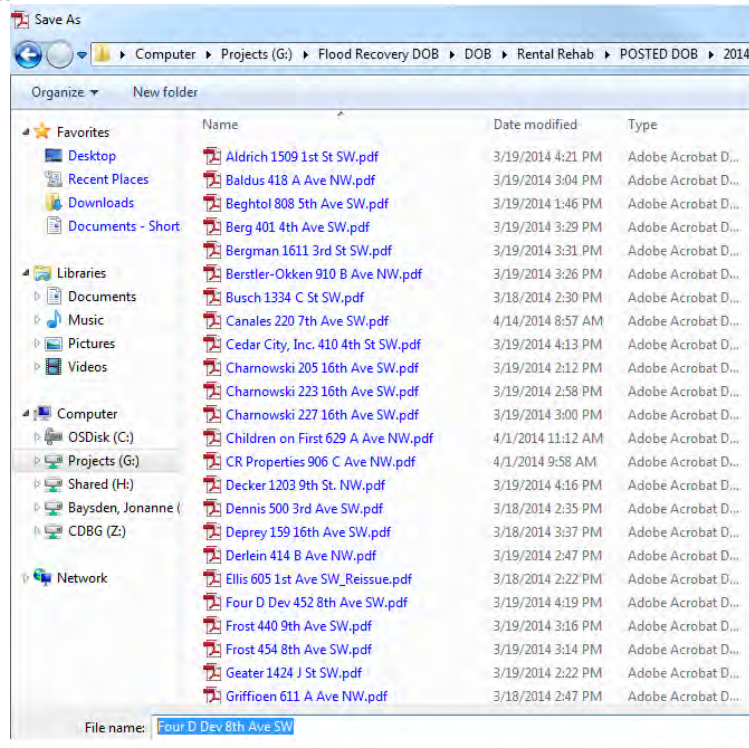 Save As
Computer ▸ Projects (G:) ▸ Flood Recovery DOB ▸ DOB ▸ Rental Rehab ▸ POSTED DOB ▸ 2014
Organize ▾ New folder
Name Date modified Type
Favorites
Desktop
Recent Places
Downloads
Documents - Short
Libraries
Documents
Music
Pictures
Videos
Computer
OSDisk (C:)
Projects (G:)
Shared (H:)
Baysden, Jonanne (
CDBG (Z:)
Network
Aldrich 1509 1st St SW.pdf 3/19/2014 4:21 PM Adobe Acrobat D...
Baldus 418 A Ave NW.pdf 3/19/2014 3:04 PM Adobe Acrobat D...
Beghtol 808 5th Ave SW.pdf 3/19/2014 1:46 PM Adobe Acrobat D...
Berg 401 4th Ave SW.pdf 3/19/2014 3:29 PM Adobe Acrobat D...
Bergman 1611 3rd St SW.pdf 3/19/2014 3:31 PM Adobe Acrobat D...
Berstler-Okken 910 B Ave NW.pdf 3/19/2014 3:26 PM Adobe Acrobat D...
Busch 1334 C St SW.pdf 3/18/2014 2:30 PM Adobe Acrobat D...
Canales 220 7th Ave SW.pdf 4/14/2014 8:57 AM Adobe Acrobat D...
Cedar City, Inc. 410 4th St SW.pdf 3/19/2014 4:13 PM Adobe Acrobat D...
Charnowski 205 16th Ave SW.pdf 3/19/2014 2:12 PM Adobe Acrobat D...
Charnowski 223 16th Ave SW.pdf 3/19/2014 2:58 PM Adobe Acrobat D...
Charnowski 227 16th Ave SW.pdf 3/19/2014 3:00 PM Adobe Acrobat D...
Children on First 629 A Ave NW.pdf 4/1/2014 11:12 AM Adobe Acrobat D...
CR Properties 906 C Ave NW.pdf 4/1/2014 9:58 AM Adobe Acrobat D...
Decker 1203 9th St. NW.pdf 3/19/2014 4:16 PM Adobe Acrobat D...
Dennis 500 3rd Ave SW.pdf 3/18/2014 2:35 PM Adobe Acrobat D...
Deprey 159 16th Ave SW.pdf 3/18/2014 3:37 PM Adobe Acrobat D...
Derlein 414 B Ave NW.pdf 3/19/2014 2:47 PM Adobe Acrobat D...
Ellis 605 1st Ave SW_Reissue.pdf 3/18/2014 2:22 PM Adobe Acrobat D...
Four D Dev 452 8th Ave SW.pdf 3/19/2014 4:19 PM Adobe Acrobat D...
Frost 440 9th Ave SW.pdf 3/19/2014 3:16 PM Adobe Acrobat D...
Frost 454 8th Ave SW.pdf 3/19/2014 3:14 PM Adobe Acrobat D...
Geater 1424 J St SW.pdf 3/19/2014 2:22 PM Adobe Acrobat D...
Griffioen 611 A Ave NW.pdf 3/18/2014 2:47 PM Adobe Acrobat D...
File name: Four D Dev 8th Ave SW